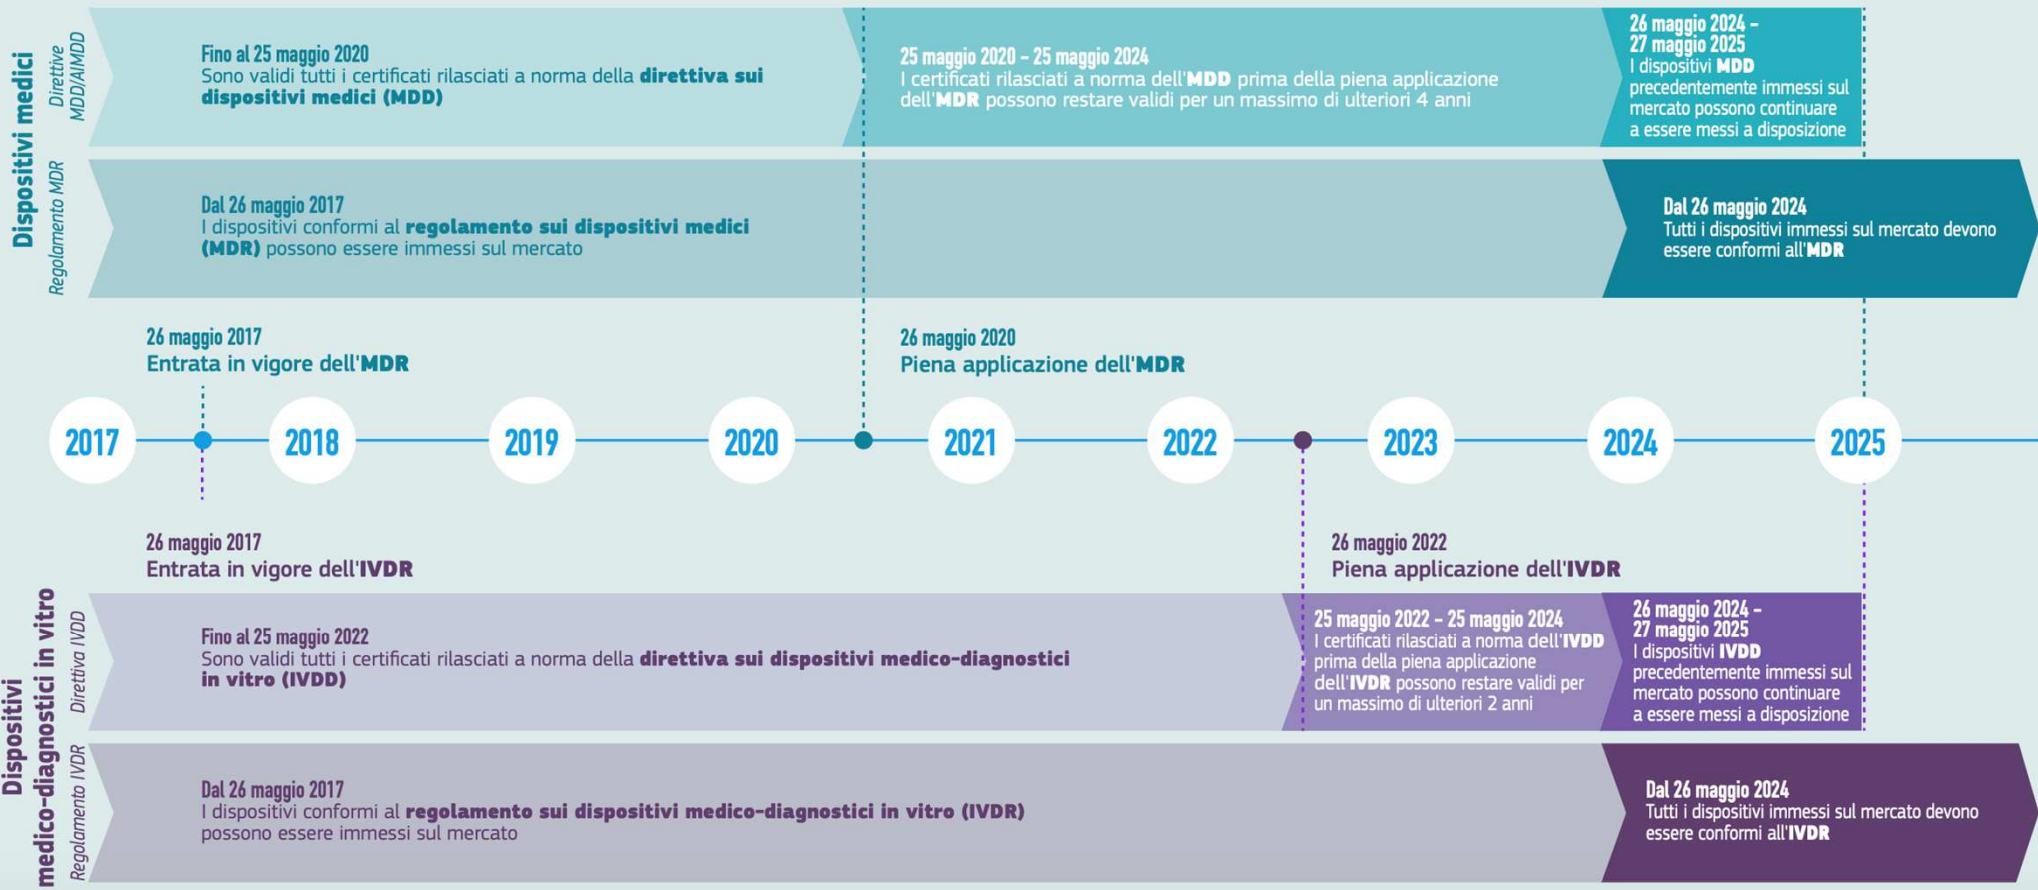 Dispositivi medici
Direttive
MDD/AIMDD
Fino al 25 maggio 2020
Sono validi tutti i certificati rilasciati a norma della direttiva sui
dispositivi medici (MDD)
25 maggio 2020 – 25 maggio 2024
I certificati rilasciati a norma dell'MDD prima della piena applicazione
dell'MDR possono restare validi per un massimo di ulteriori 4 anni
26 maggio 2024 –
27 maggio 2025
I dispositivi MDD
precedentemente immessi sul
mercato possono continuare
a essere messi a disposizione
Regolamento MDR
Dal 26 maggio 2017
I dispositivi conformi al regolamento sui dispositivi medici
(MDR) possono essere immessi sul mercato
Dal 26 maggio 2024
Tutti i dispositivi immessi sul mercato devono
essere conformi all'MDR
26 maggio 2017
Entrata in vigore dell'MDR
26 maggio 2020
Piena applicazione dell'MDR
2017
2018
2019
2020
2021
2022
2023
2024
2025
26 maggio 2017
Entrata in vigore dell'IVDR
26 maggio 2022
Piena applicazione dell'IVDR
Dispositivi
medico-diagnostici in vitro
Direttiva IVDD
Fino al 25 maggio 2022
Sono validi tutti i certificati rilasciati a norma della direttiva sui dispositivi medico-diagnostici
in vitro (IVDD)
25 maggio 2022 – 25 maggio 2024
I certificati rilasciati a norma dell'IVDD
prima della piena applicazione
dell'IVDR possono restare validi per
un massimo di ulteriori 2 anni
26 maggio 2024 –
27 maggio 2025
I dispositivi IVDD
precedentemente immessi sul
mercato possono continuare
a essere messi a disposizione
Regolamento IVDR
Dal 26 maggio 2017
I dispositivi conformi al regolamento sui dispositivi medico-diagnostici in vitro (IVDR)
possono essere immessi sul mercato
Dal 26 maggio 2024
Tutti i dispositivi immessi sul mercato devono
essere conformi all'IVDR